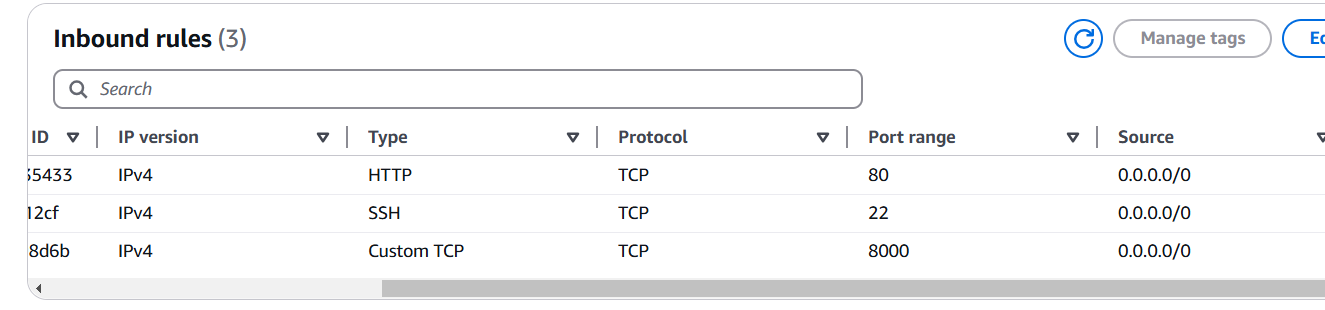 Inbound rules (3)
Manage tags
Search
ID IP version Type Protocol Port range Source
35433 IPv4 HTTP TCP 80 0.0.0.0/0
12cf IPv4 SSH TCP 22 0.0.0.0/0
8d6b IPv4 Custom TCP TCP 8000 0.0.0.0/0